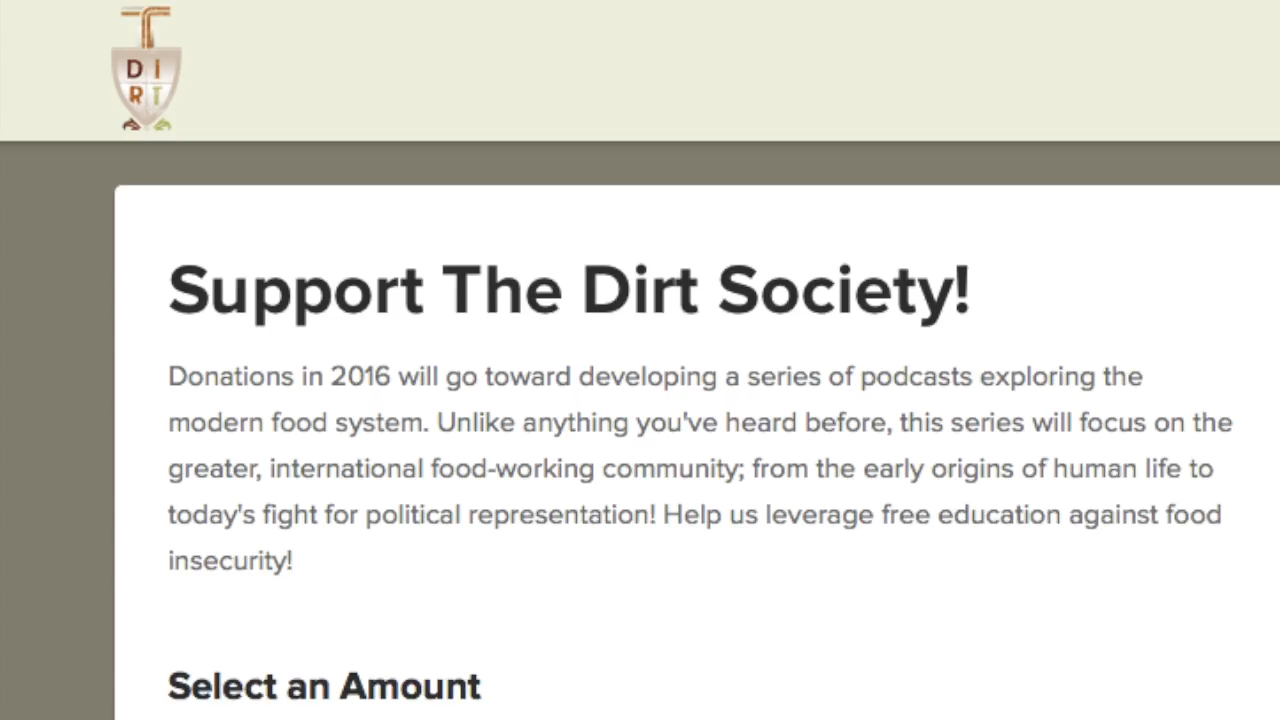 D I
R T
Support The Dirt Society!
Donations in 2016 will go toward developing a series of podcasts exploring the
modern food system. Unlike anything you've heard before, this series will focus on the
greater, international food-working community; from the early origins of human life to
today's fight for political representation! Help us leverage free education against food
insecurity!
Select an Amount